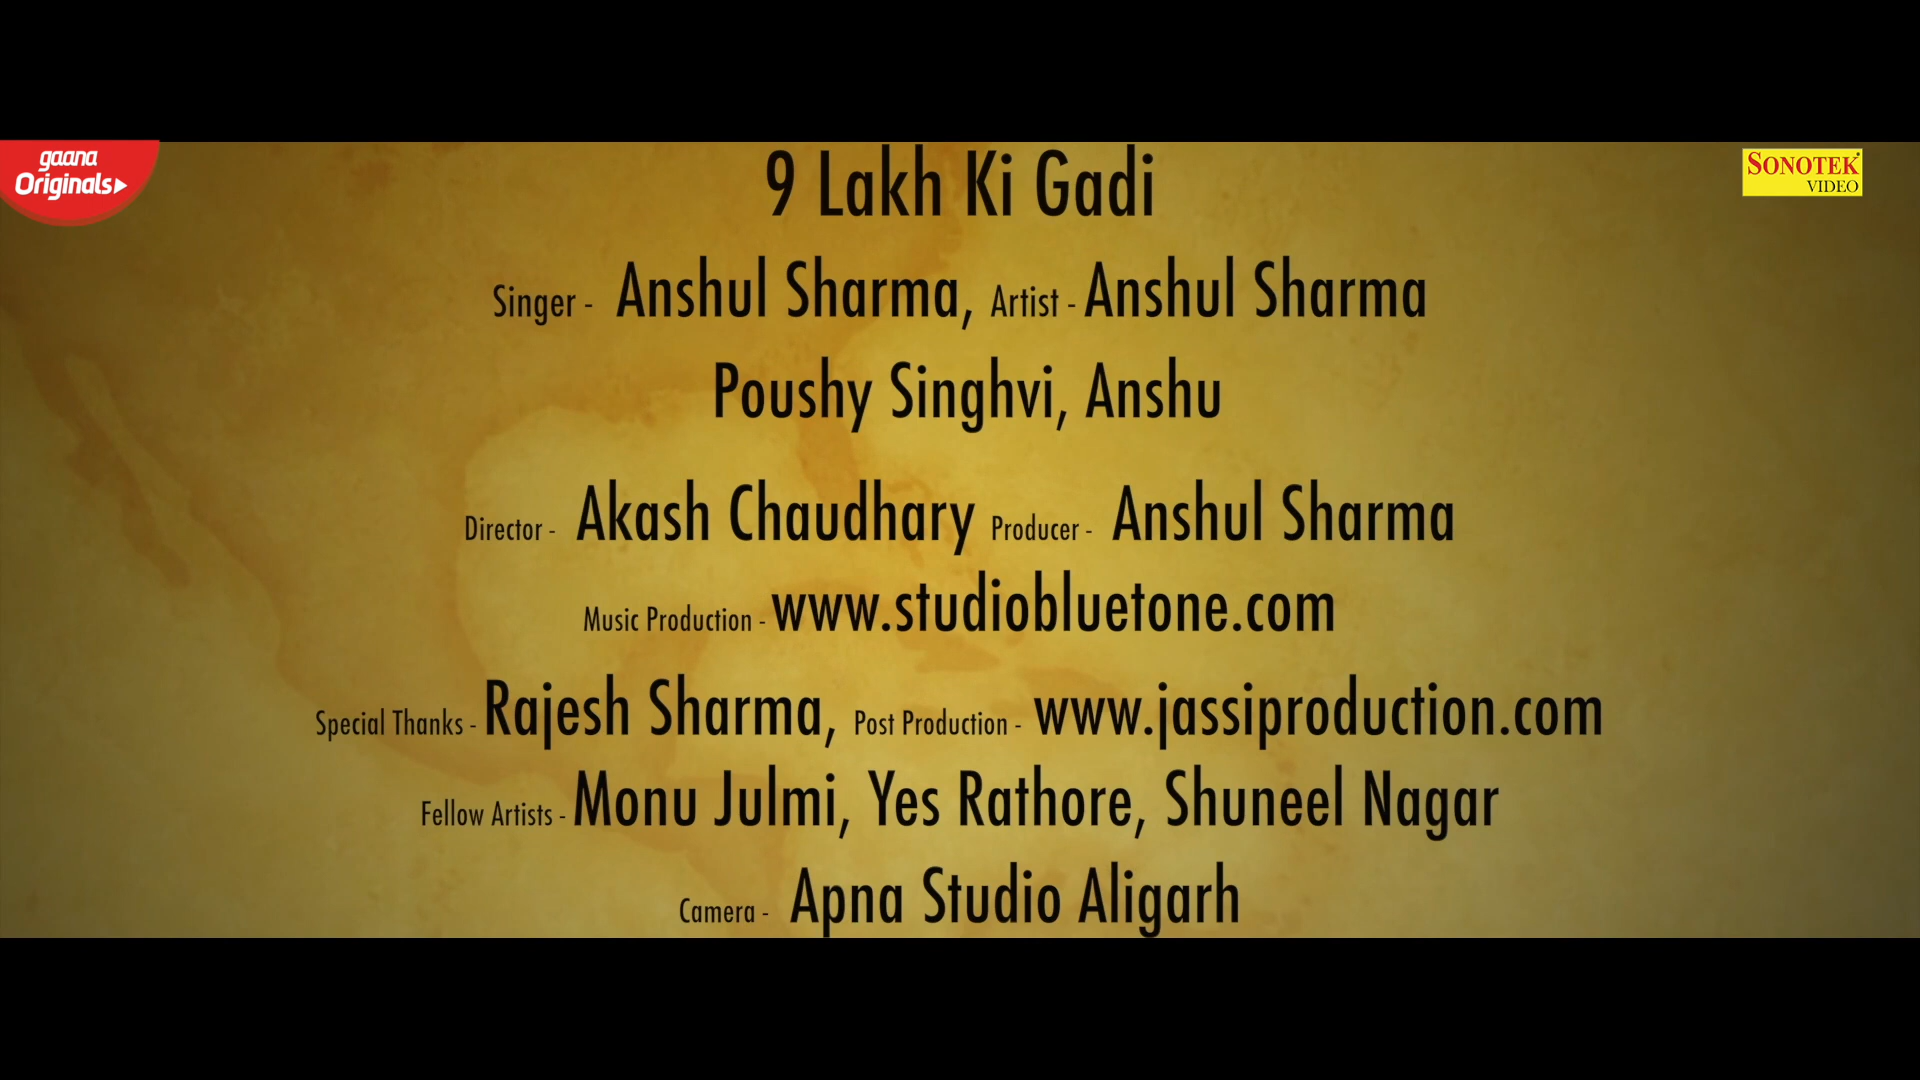 gaana
Originals
SONOTEK
VIDEO
9 Lakh Ki Gadi
Singer - Anshul Sharma, Artist - Anshul Sharma
Poushy Singhvi, Anshu
Director - Akash Chaudhary Producer - Anshul Sharma
Music Production - www.studiobluetone.com
Special Thanks - Rajesh Sharma, Post Production - www.jassiproduction.com
Fellow Artists - Monu Julmi, Yes Rathore, Shuneel Nagar
Camera - Apna Studio Aligarh